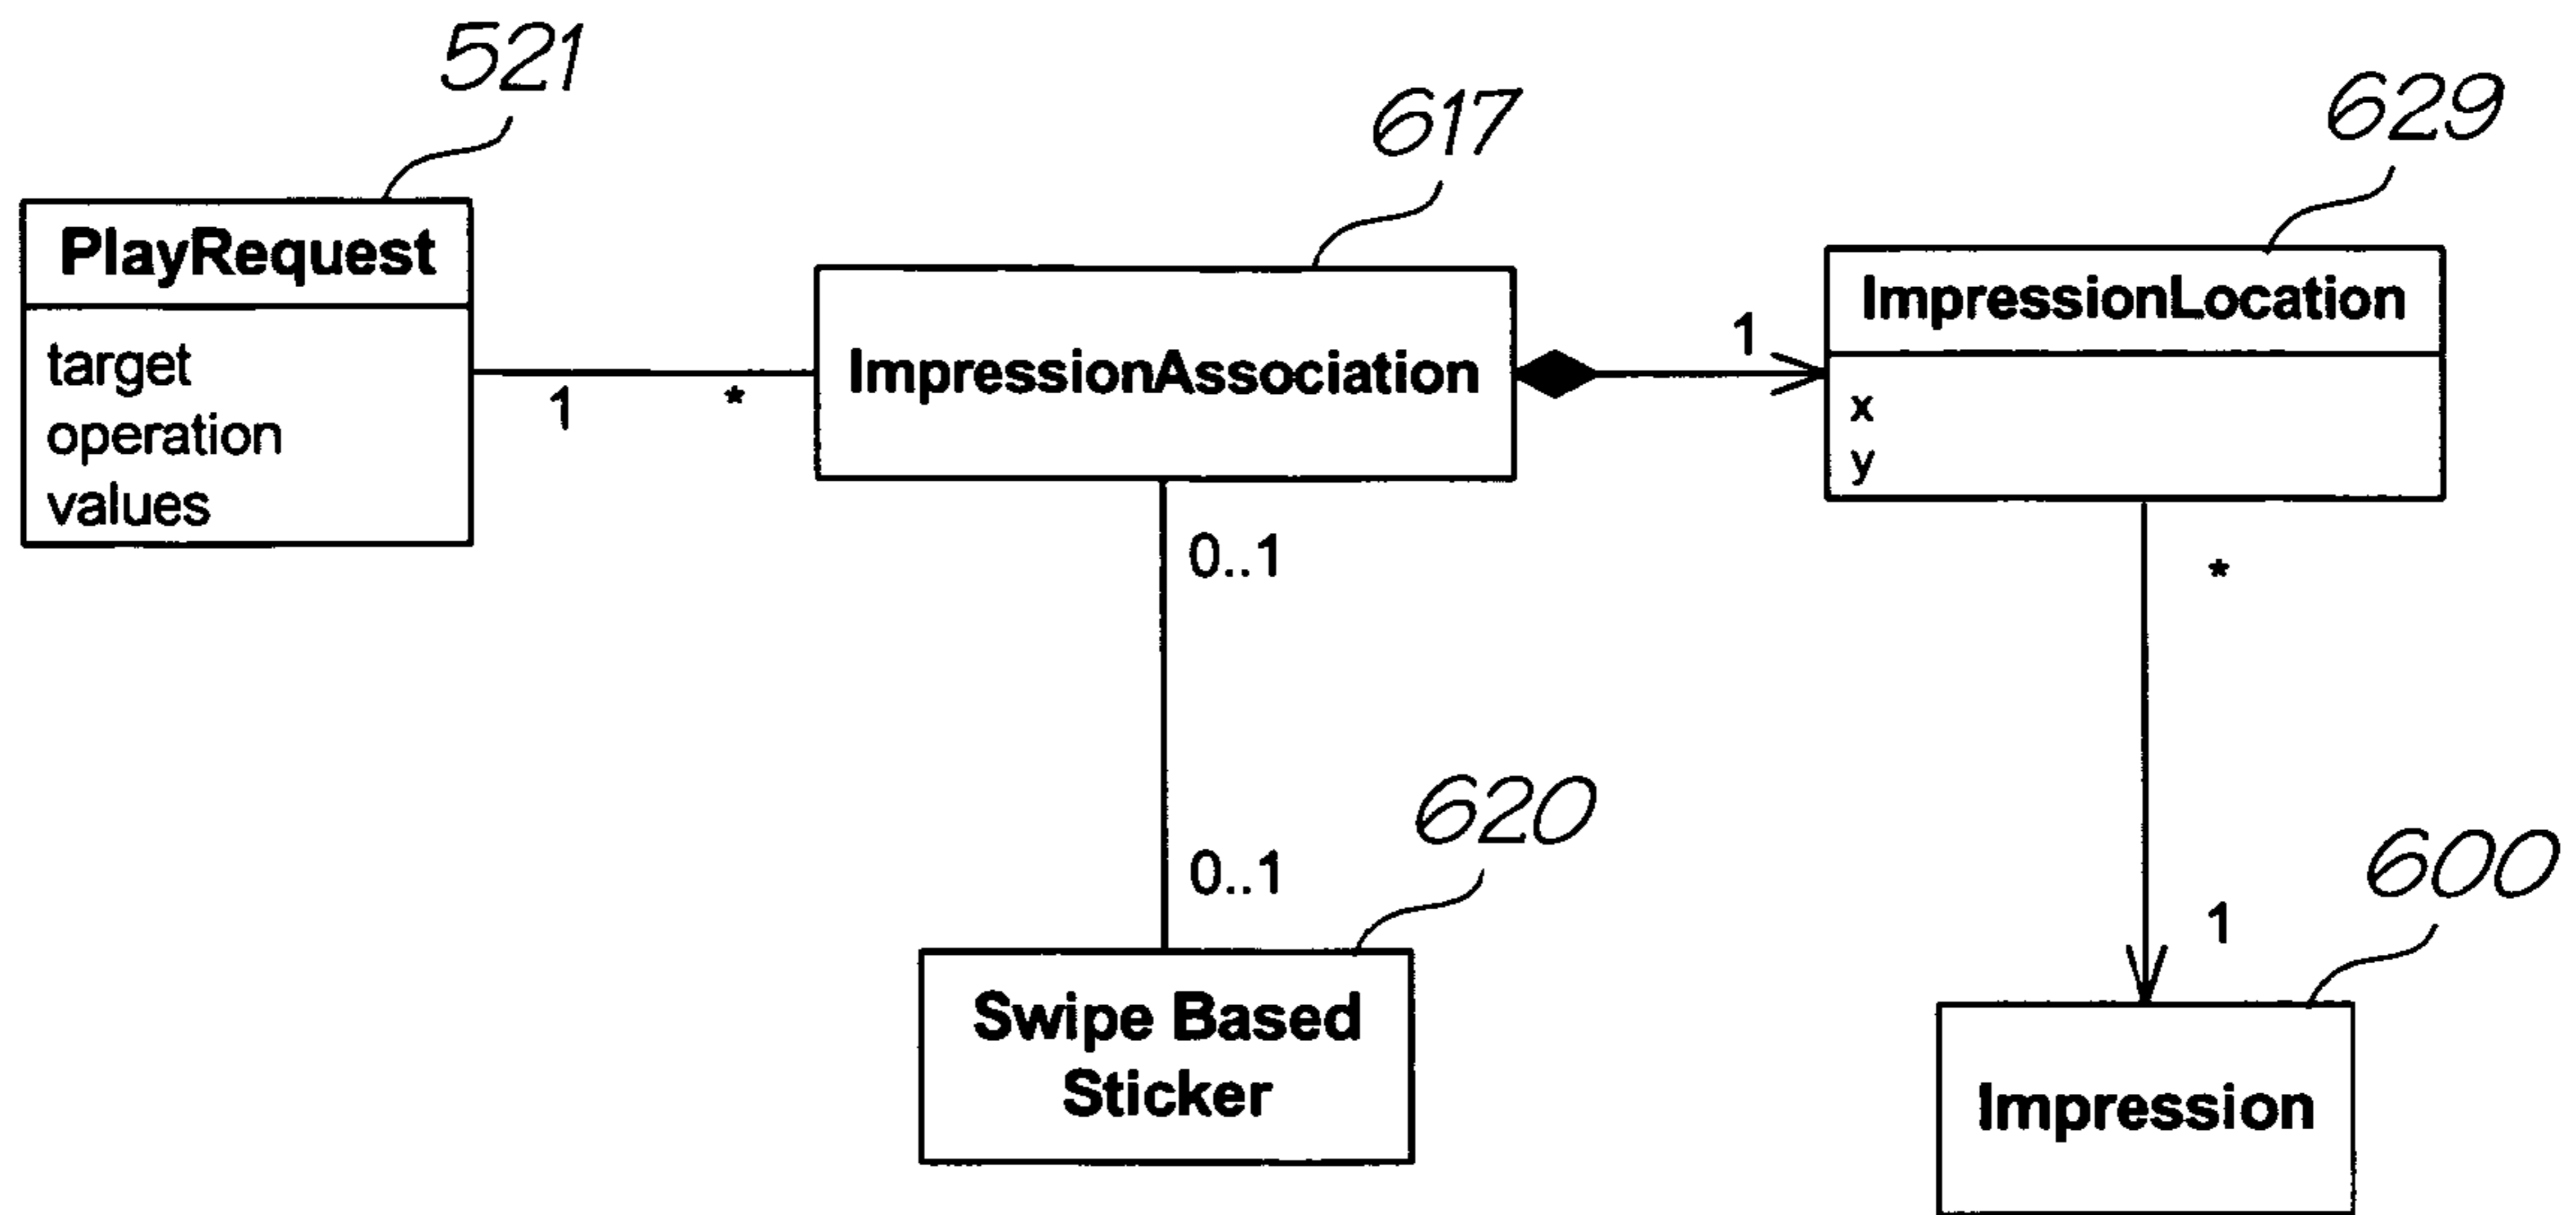 521
617
629
PlayRequest
target
operation
values
1
*
ImpressionAssociation
1
ImpressionLocation
x
y
0..1
*
0..1
620
1
600
Swipe Based
Sticker
Impression